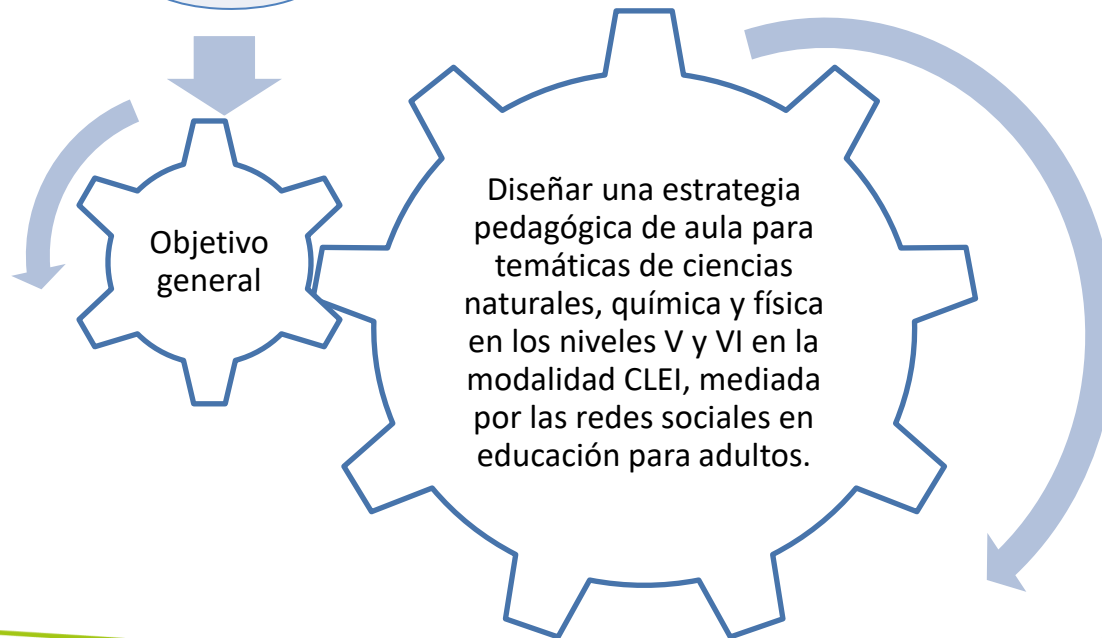 Objetivo
general
Diseñar una estrategia
pedagógica de aula para
temáticas de ciencias
naturales, química y física
en los niveles V y VI en la
modalidad CLEI, mediada
por las redes sociales en
educación para adultos.